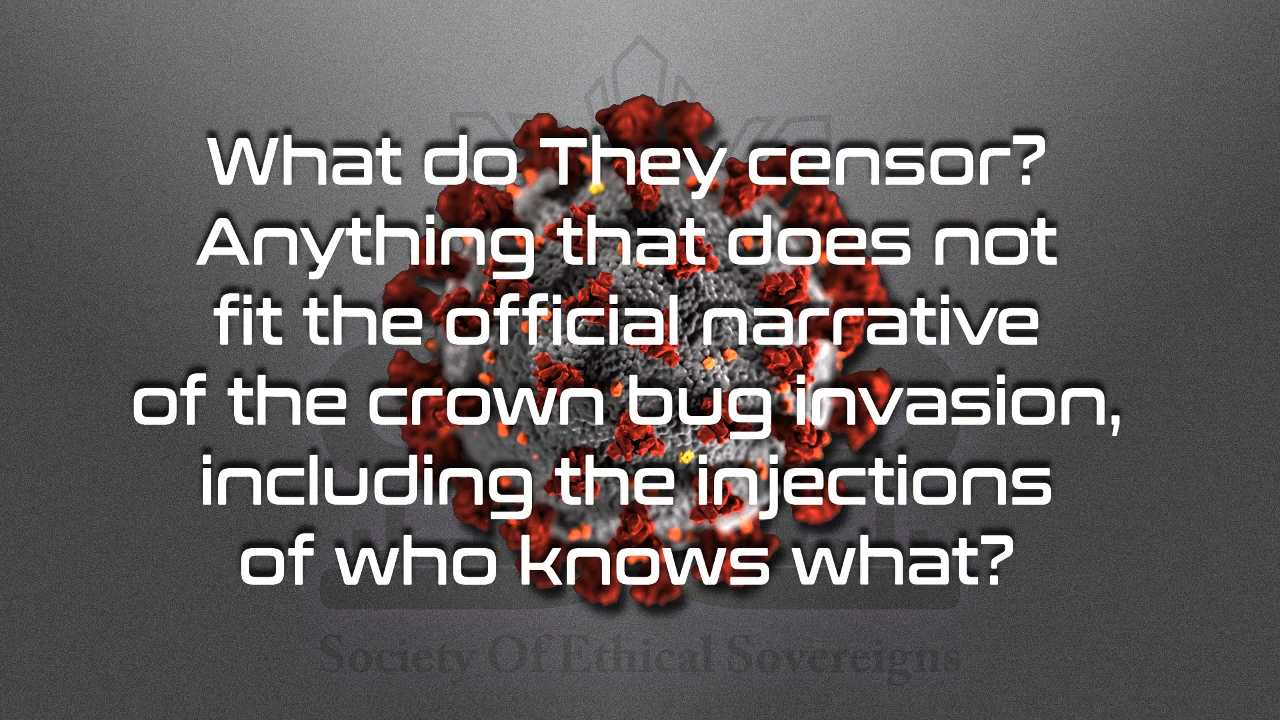 What do They censor?
Anything that does not
fit the official narrative
of the crown bug invasion,
including the injections
of who knows what?
Society Of Ethical Sovereigns